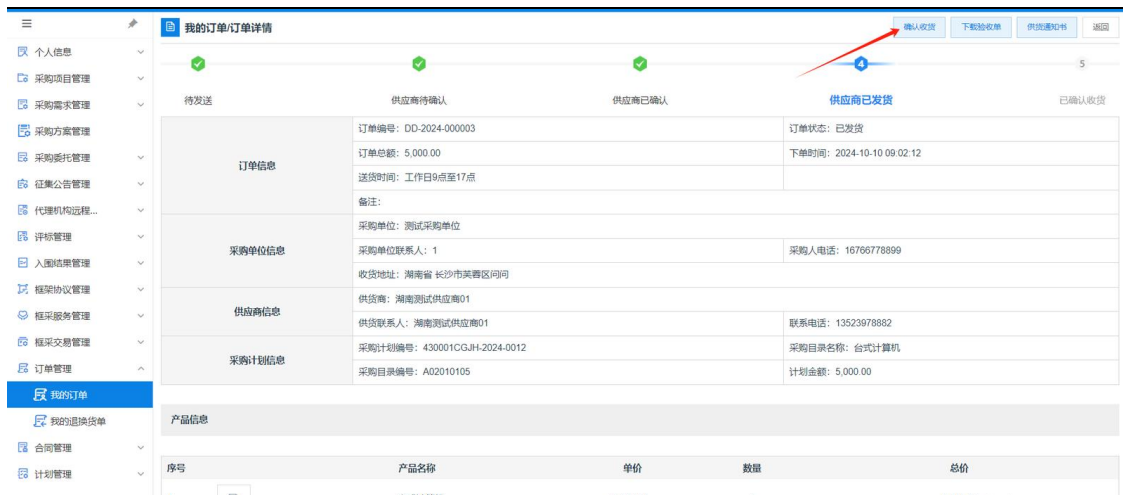 我的订单/订单详情
确认收货 下载验收单 供货通知书 返回
个人信息
采购项目管理
采购需求管理
采购方案管理
采购委托管理
征集公告管理
代理机构远程...
评标管理
入围结果管理
框架协议管理
框采服务管理
框采交易管理
订单管理
我的订单
我的退换货单
合同管理
计划管理
4 5
待发送 供应商待确认 供应商已确认 供应商已发货 已确认收货
订单信息
订单编号：DD-2024-000003 订单状态：已发货
订单总额：5,000.00 下单时间：2024-10-10 09:02:12
送货时间：工作日9点至17点
备注：
采购单位信息
采购单位：测试采购单位
采购单位联系人：1 采购人电话：16766778899
收货地址：湖南省 长沙市芙蓉区问问
供应商信息
供货商：湖南测试供应商01
供货联系人：湖南测试供应商01 联系电话：13523978882
采购计划信息
采购计划编号：430001CGJH-2024-0012 采购目录名称：台式计算机
采购目录编号：A02010105 计划金额：5,000.00
产品信息
序号 产品名称 单价 数量 总价